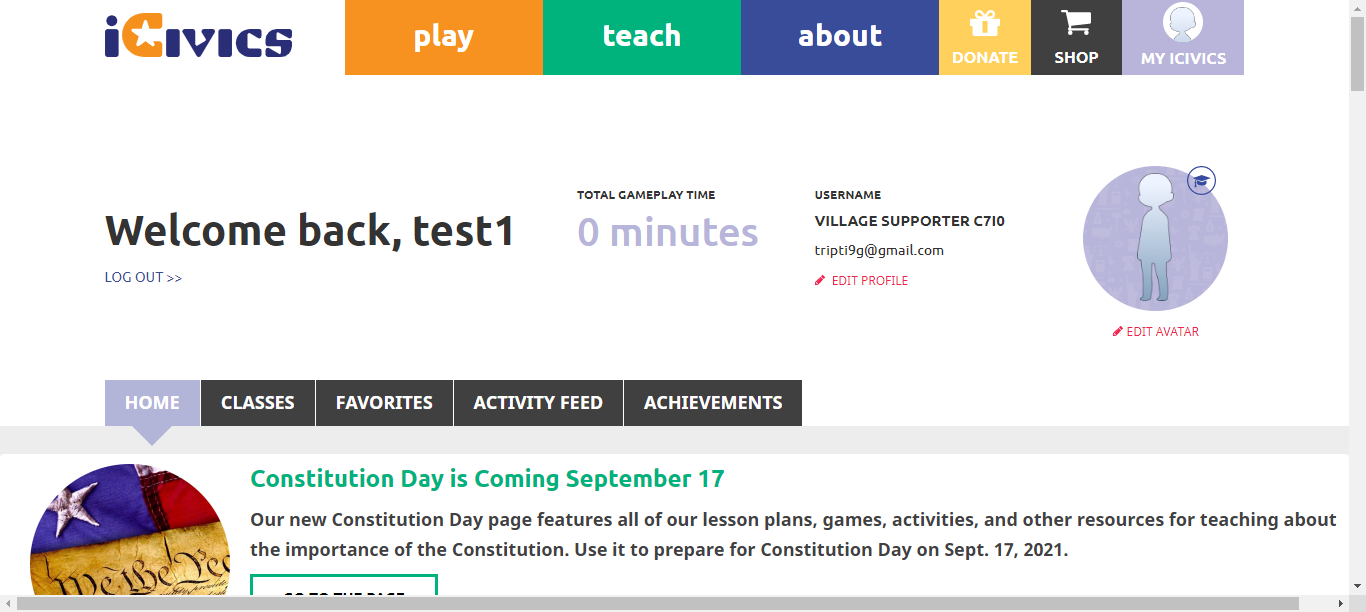 iCivics
play
teach
about
DONATE
SHOP
MY ICIVICS
Welcome back, test1
LOG OUT >>
TOTAL GAMEPLAY TIME
0 minutes
USERNAME
VILLAGE SUPPORTER C7I0
tripti9g@gmail.com
EDIT PROFILE
EDIT AVATAR
HOME
CLASSES
FAVORITES
ACTIVITY FEED
ACHIEVEMENTS
We the Peo
Constitution Day is Coming September 17
Our new Constitution Day page features all of our lesson plans, games, activities, and other resources for teaching about
the importance of the Constitution. Use it to prepare for Constitution Day on Sept. 17, 2021.
GO TO THE PAGE